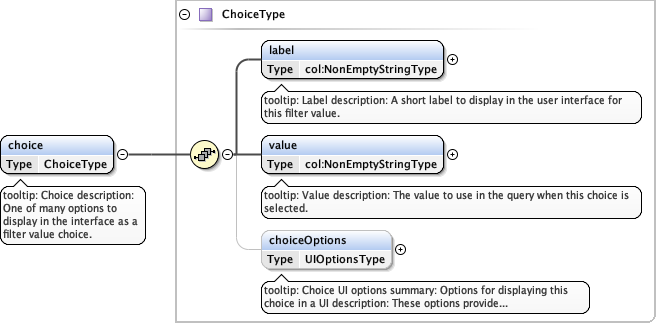 ChoiceType
label
Type col:NonEmptyStringType
tooltip: Label description: A short label to display in the user interface for
this filter value.
choice
Type ChoiceType
tooltip: Choice description:
One of many options to
display in the interface as a
filter value choice.
value
Type col:NonEmptyStringType
tooltip: Value description: The value to use in the query when this choice is
selected.
choiceOptions
Type UIOptionsType
tooltip: Choice UI options summary: Options for displaying this
choice in a UI description: These options provide...